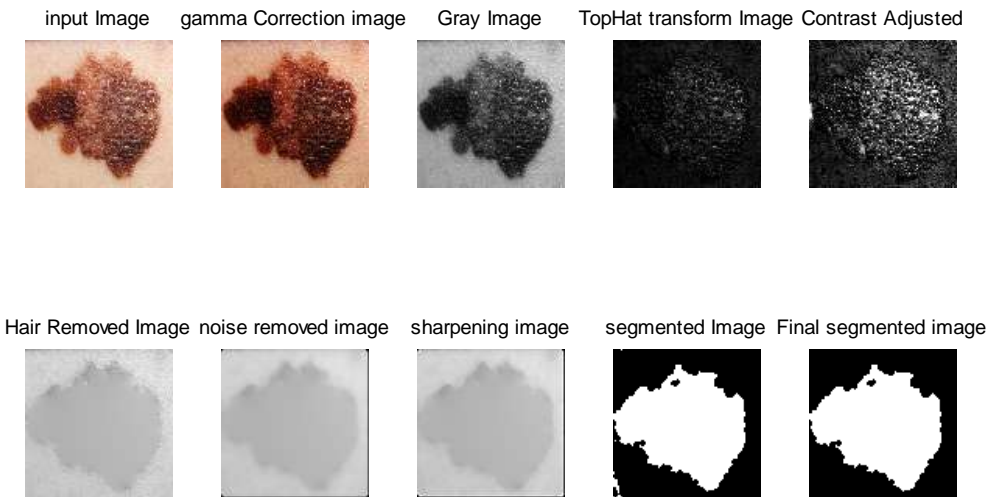 input Image
gamma Correction image
Gray Image
TopHat transform Image
Contrast Adjusted
Hair Removed Image
noise removed image
sharpening image
segmented Image
Final segmented image